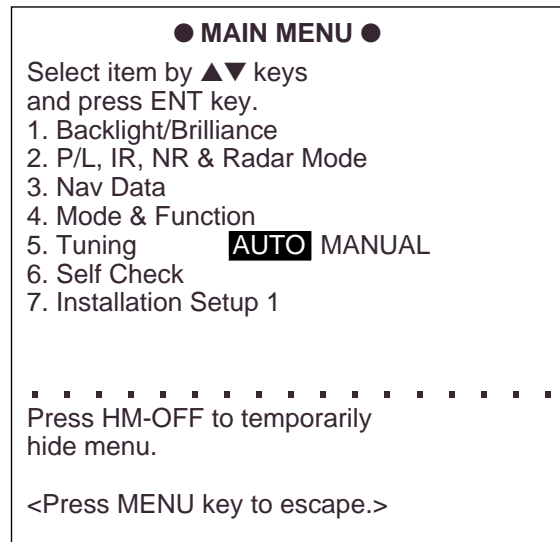 ● MAIN MENU ●
Select item by ▲▼ keys
and press ENT key.
1. Backlight/Brilliance
2. P/L, IR, NR & Radar Mode
3. Nav Data
4. Mode & Function
5. Tuning AUTO MANUAL
6. Self Check
7. Installation Setup 1
Press HM-OFF to temporarily
hide menu.
<Press MENU key to escape.>